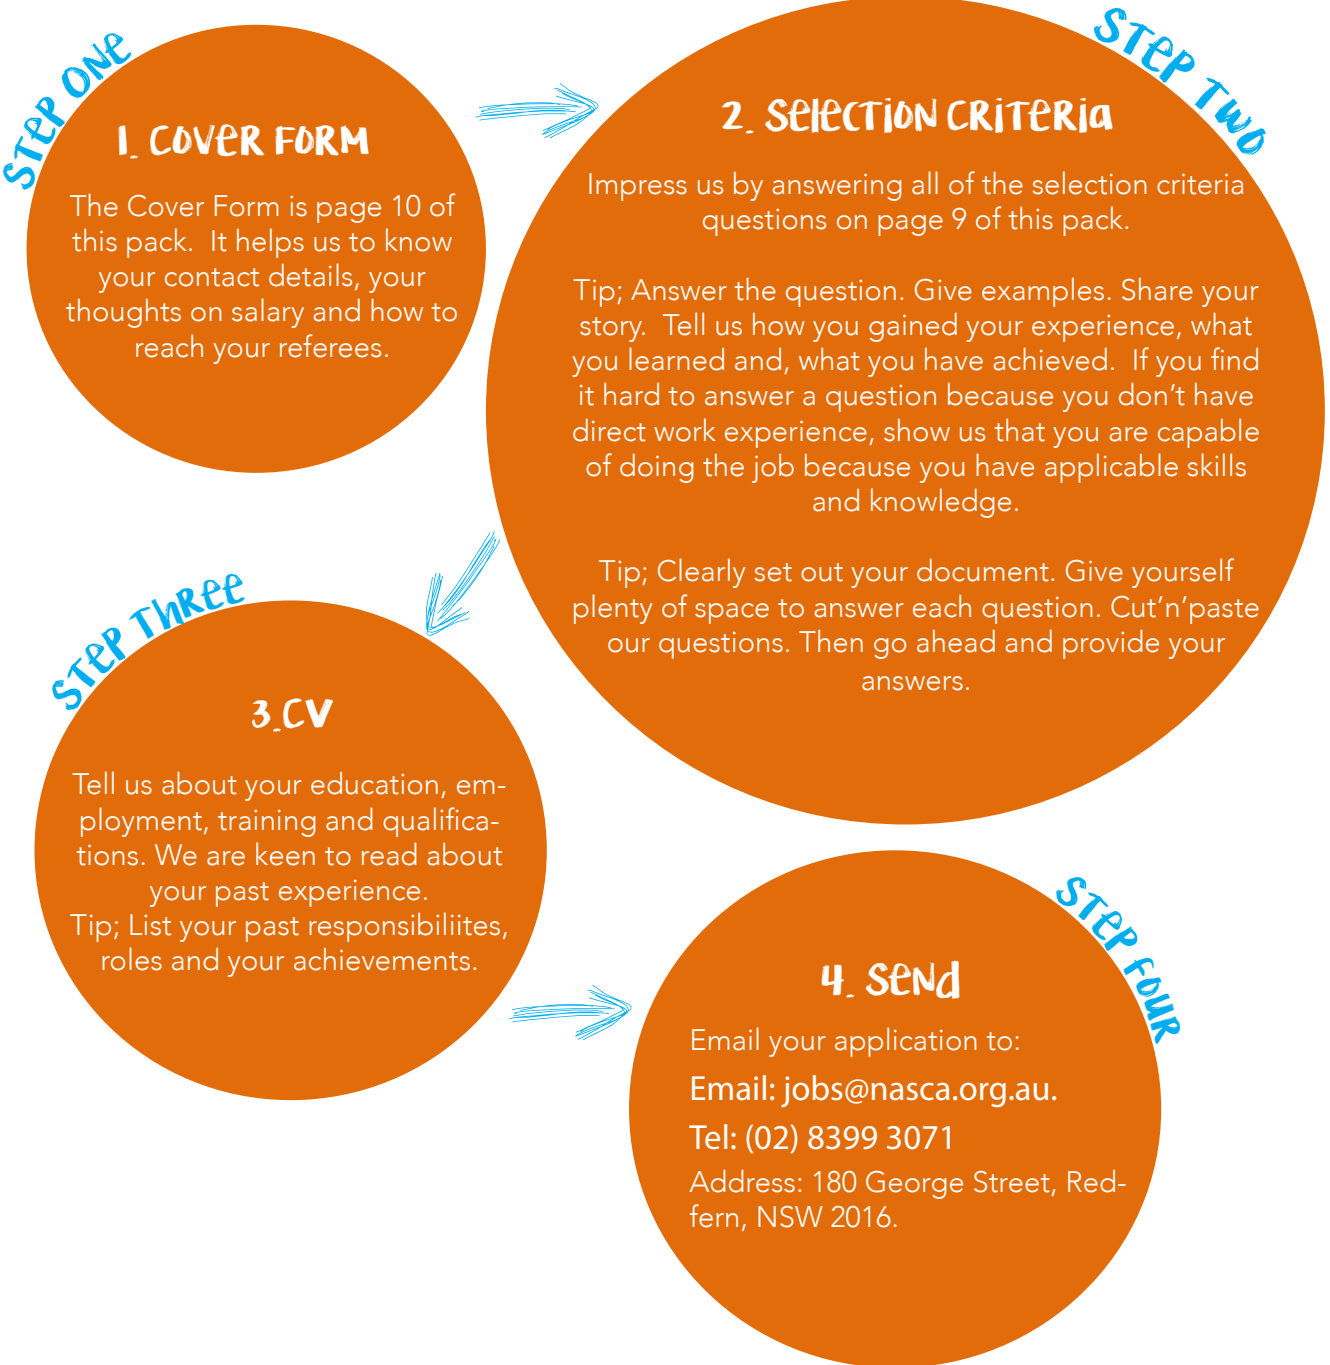 STEP ONE
1. COVER FORM
The Cover Form is page 10 of
this pack.  It helps us to know
your contact details, your
thoughts on salary and how to
reach your referees.
STEP TWO
2. SELECTION CRITERIA
Impress us by answering all of the selection criteria
questions on page 9 of this pack.
Tip; Answer the question. Give examples. Share your
story.  Tell us how you gained your experience, what
you learned and, what you have achieved.  If you find
it hard to answer a question because you don't have
direct work experience, show us that you are capable
of doing the job because you have applicable skills
and knowledge.
Tip; Clearly set out your document. Give yourself
plenty of space to answer each question. Cut'n'paste
our questions. Then go ahead and provide your
answers.
STEP THREE
3.CV
Tell us about your education, em-
ployment, training and qualifica-
tions. We are keen to read about
your past experience.
Tip; List your past responsibiliites,
roles and your achievements.
STEP FOUR
4. SEND
Email your application to:
Email: jobs@nasca.org.au.
Tel: (02) 8399 3071
Address: 180 George Street, Red-
fern, NSW 2016.